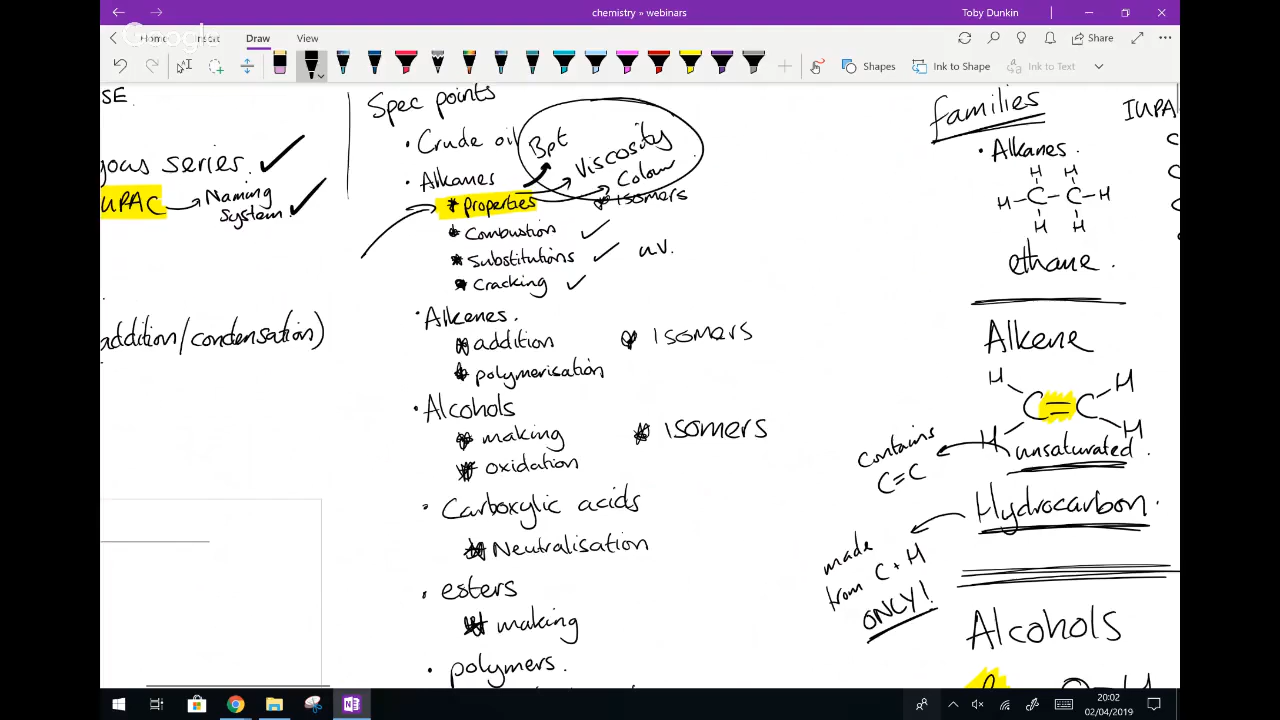 chemistry » webinars
Toby Dunkin
Google
Home
Draw
View
Share
Shapes
Ink to Shape
Ink to Text
SE.
gous series.
IUPAC
Naming
System.
addition/condensation)
Spec points
• Crude oil
Bpt
Viscosity
Colour
• Alkanes
* Properties
* isomers
* Combustion
* Substitutions
u.v.
* Cracking
• Alkenes.
* addition
* Isomers
* polymerisation
• Alcohols
* making
* isomers
* oxidation
• Carboxylic acids
* Neutralisation
• esters
* making
• polymers.
families
IUPA
• Alkanes.
H H
H-C-C-H
H H
ethane.
Alkene
H H
C=C
H H
unsaturated.
contains
C=C
Hydrocarbon.
made
from C+H
ONLY!
Alcohols
20:02
02/04/2019